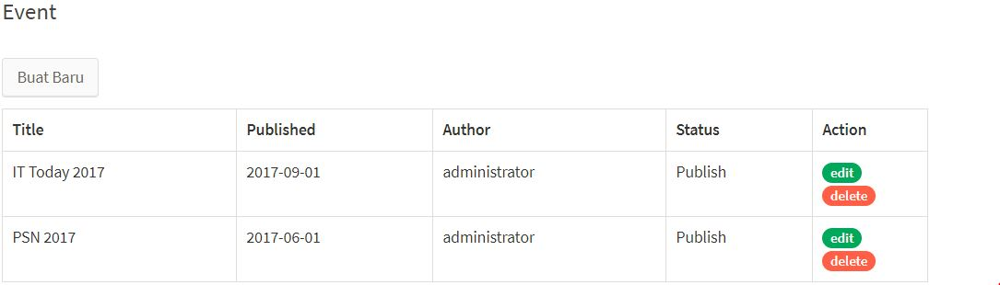 Event
Buat Baru
Title Published Author Status Action
IT Today 2017 2017-09-01 administrator Publish edit
delete
PSN 2017 2017-06-01 administrator Publish edit
delete